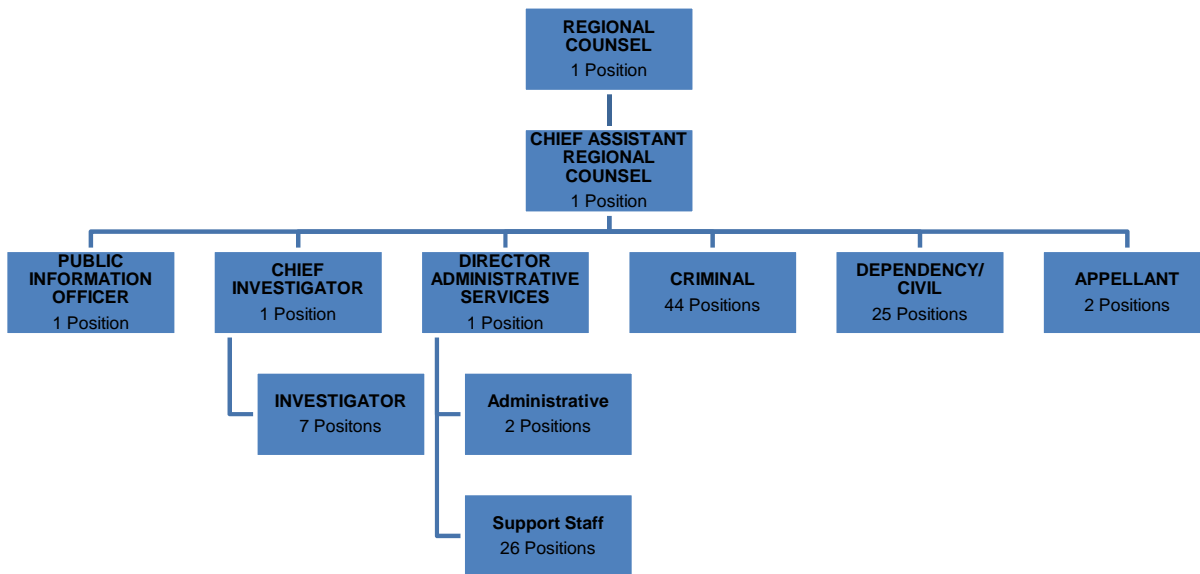 REGIONAL
COUNSEL
1 Position
CHIEF ASSISTANT
REGIONAL
COUNSEL
1 Position
PUBLIC
INFORMATION
OFFICER
1 Position
CHIEF
INVESTIGATOR
1 Position
DIRECTOR
ADMINISTRATIVE
SERVICES
1 Position
CRIMINAL
44 Positions
DEPENDENCY/
CIVIL
25 Positions
APPELLANT
2 Positions
INVESTIGATOR
7 Positons
Administrative
2 Positions
Support Staff
26 Positions